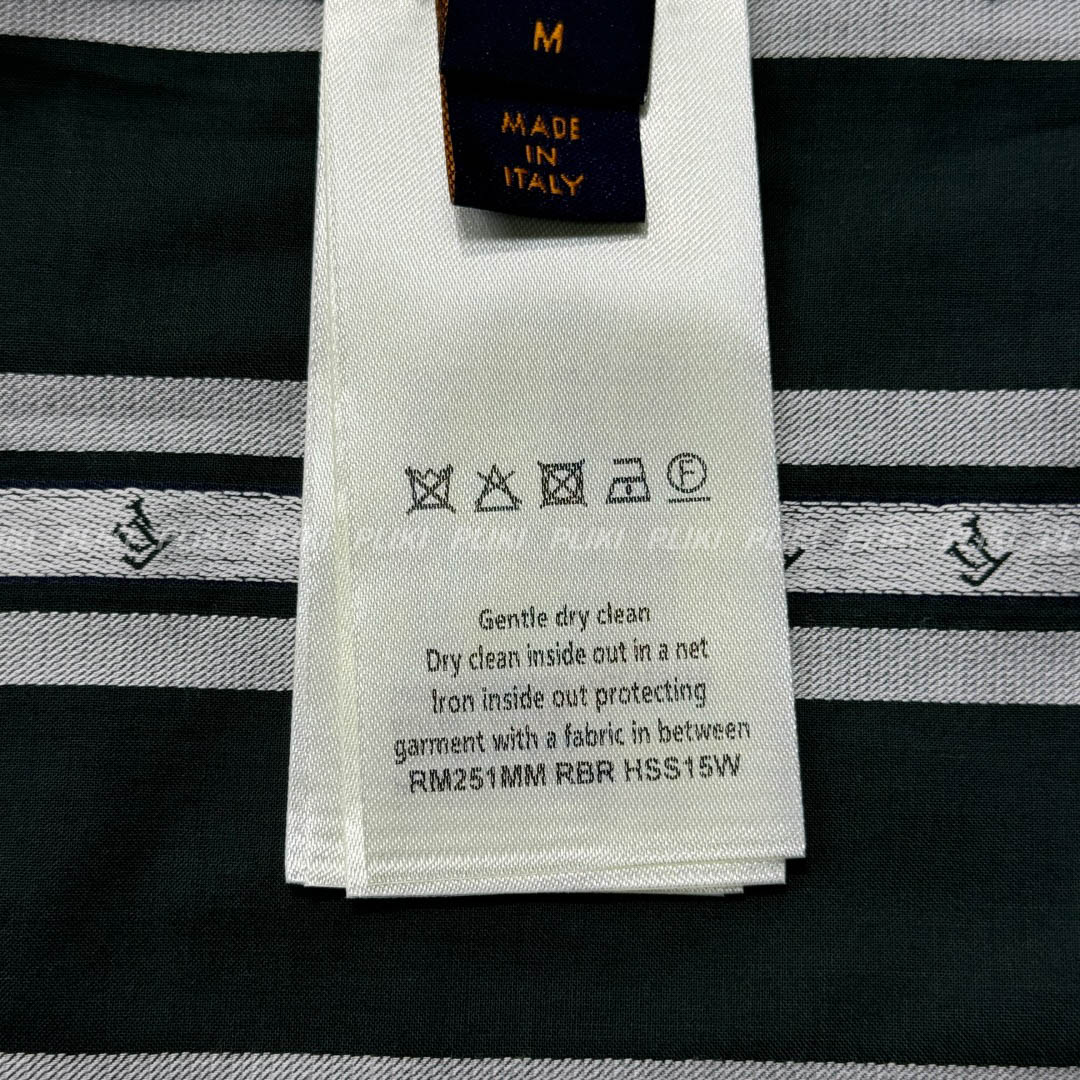 M
MADE
IN
ITALY
F
Gentle dry clean
Dry clean inside out in a net
Iron inside out protecting
garment with a fabric in between
RM251MM RBR HSS15W